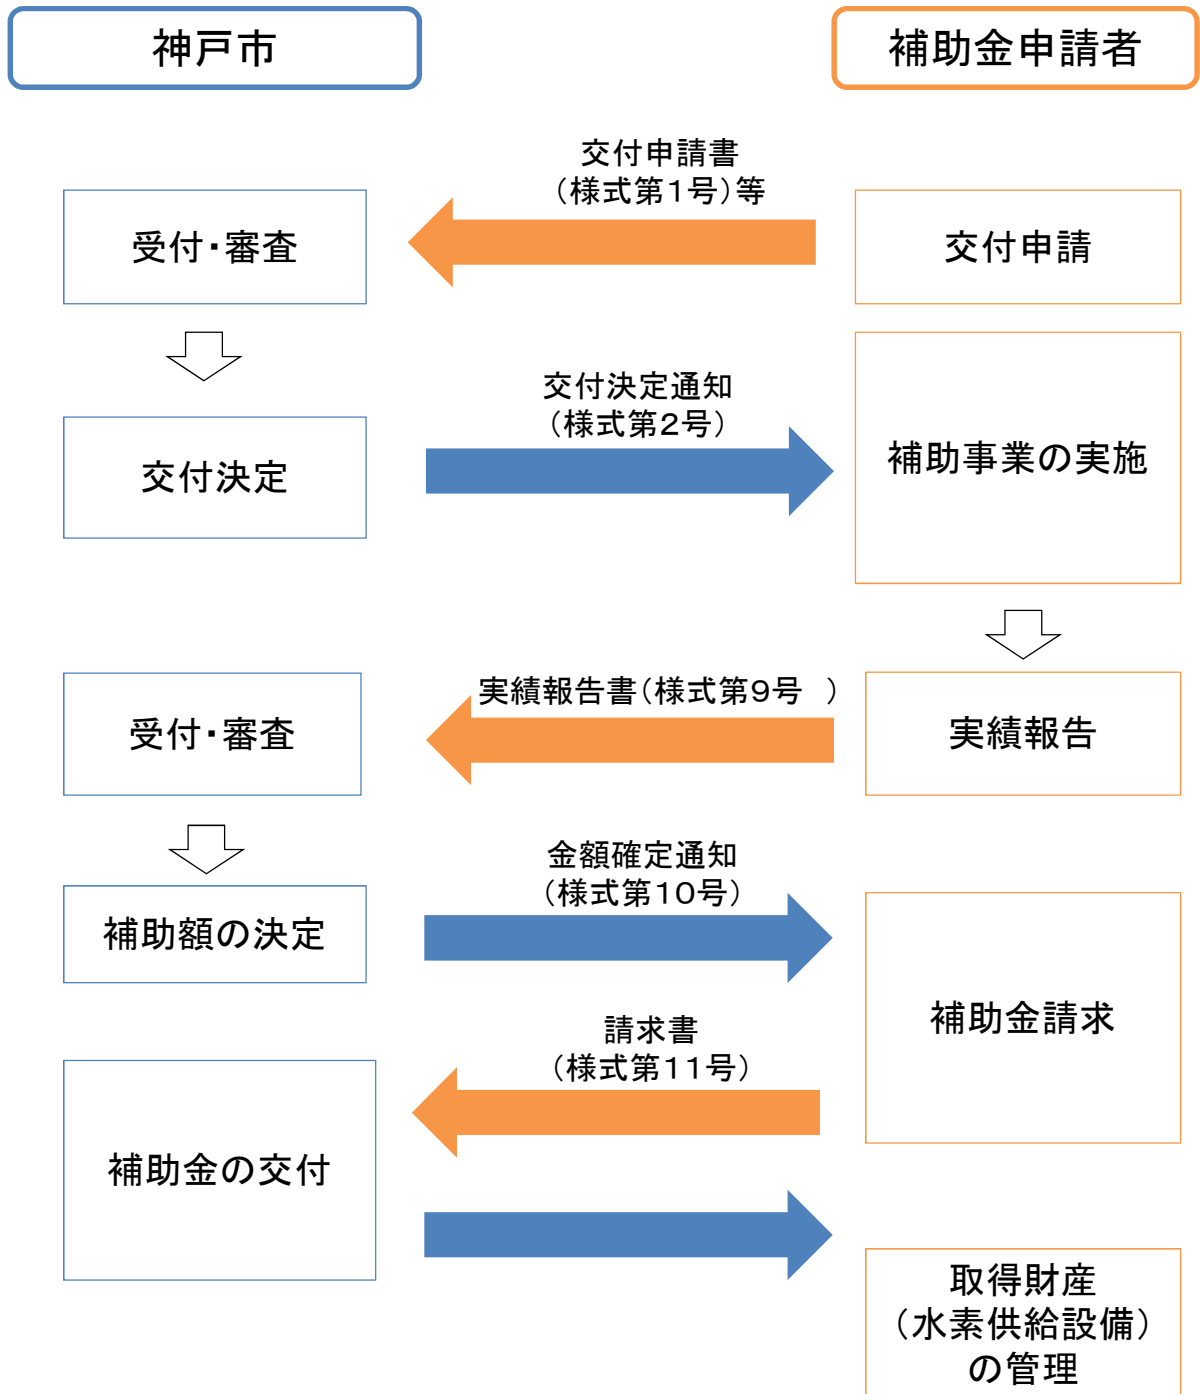 神戸市
補助金申請者
交付申請書
（様式第１号）等
受付・審査
交付申請
交付決定通知
（様式第２号）
交付決定
補助事業の実施
実績報告書（様式第９号　）
受付・審査
実績報告
金額確定通知
（様式第１０号）
補助額の決定
補助金請求
請求書
（様式第１１号）
補助金の交付
取得財産
（水素供給設備）
の管理